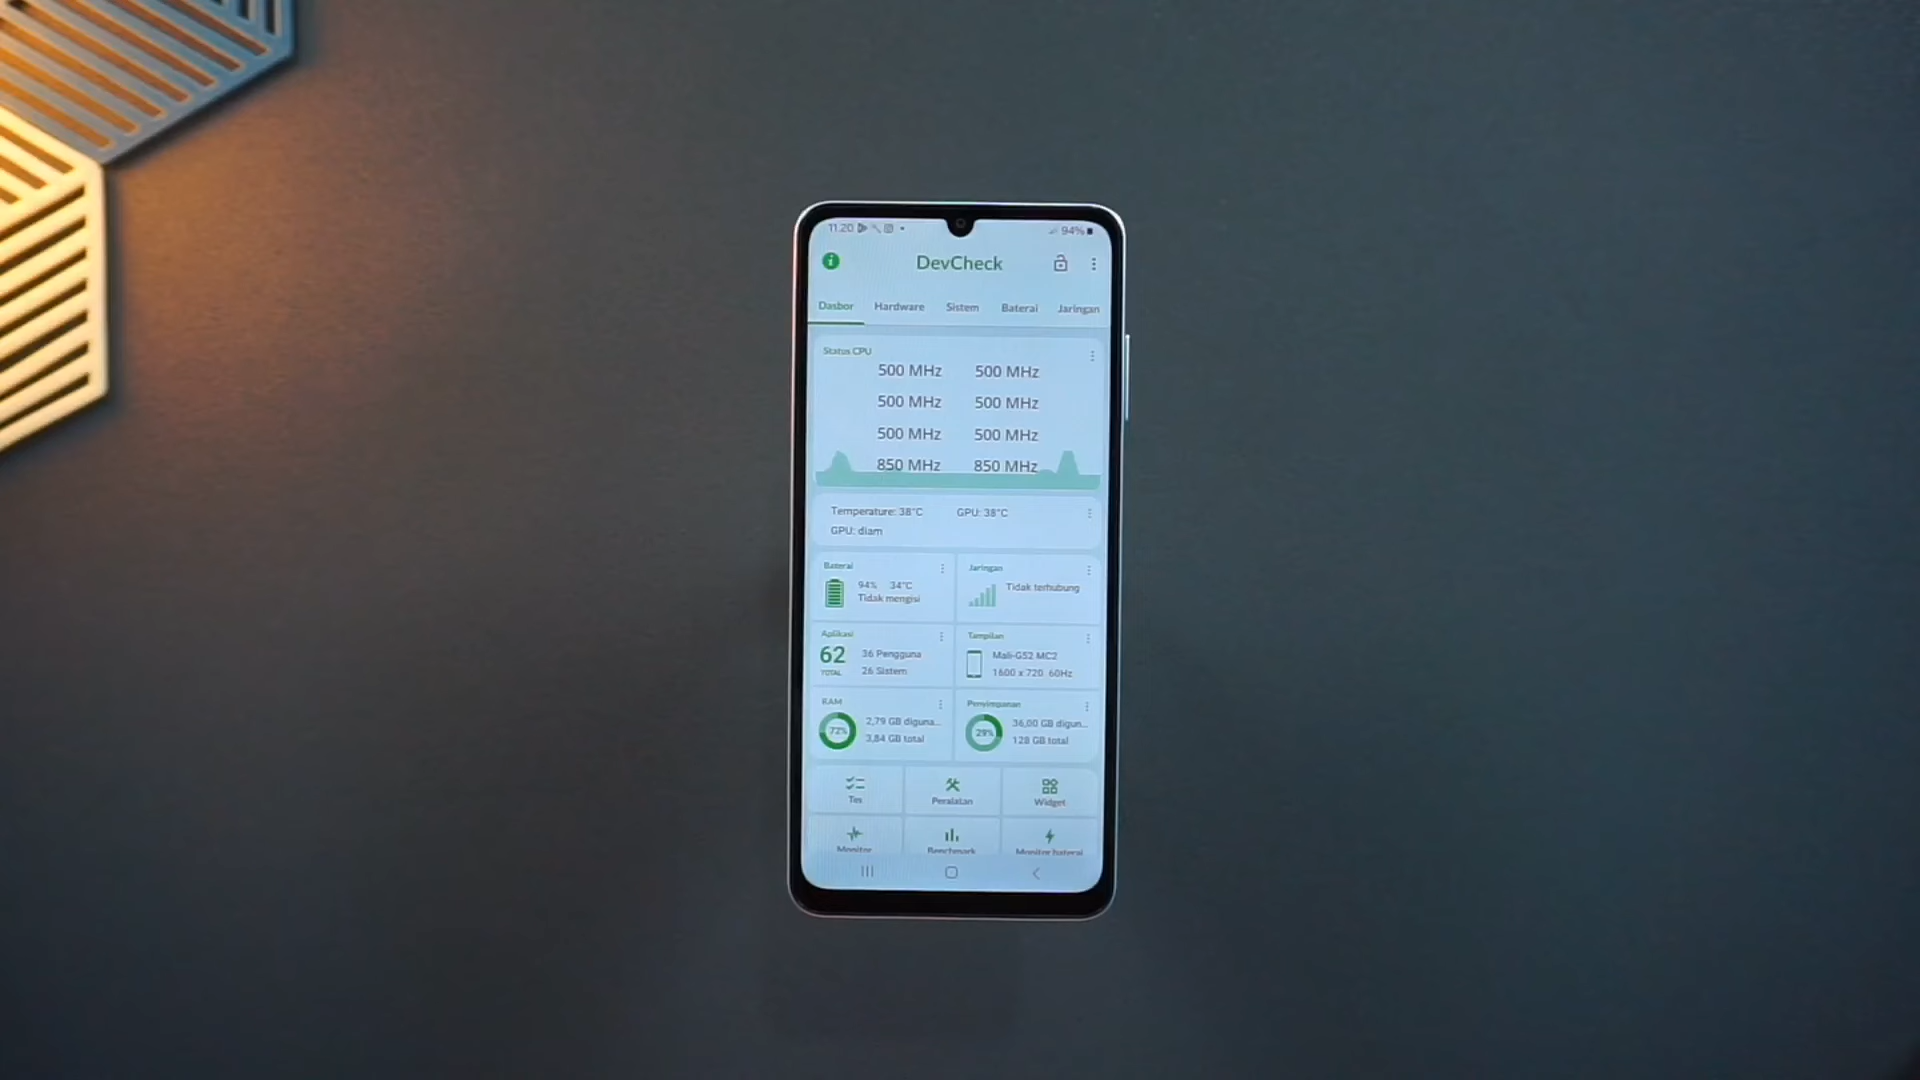 11.20
94%
DevCheck
Dasbor Hardware Sistem Baterai Jaringan
Status CPU
500 MHz 500 MHz
500 MHz 500 MHz
500 MHz 500 MHz
850 MHz 850 MHz
Temperature: 38°C GPU: 38°C
GPU: diam
Baterai
94% 34°C
Tidak mengisi
Jaringan
Tidak terhubung
Aplikasi
62
TOTAL
36 Pengguna
26 Sistem
Tampilan
Mali-G52 MC2
1600 x 720 60Hz
RAM
72%
2,79 GB diguna...
3,84 GB total
Penyimpanan
29%
36,00 GB digun...
128 GB total
Tes Peralatan Widget
Monitor Benchmark Monitor baterai